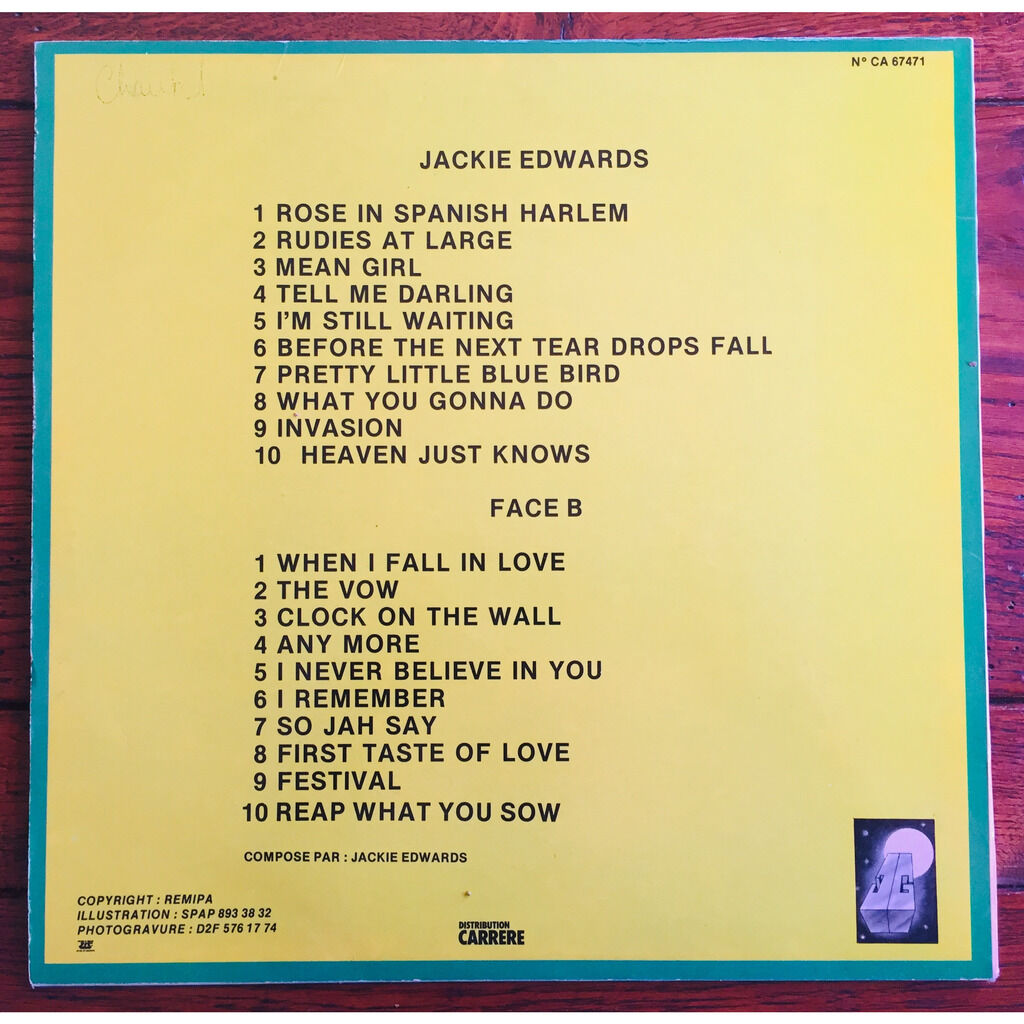 Nº CA 67471
JACKIE EDWARDS
1 ROSE IN SPANISH HARLEM
2 RUDIES AT LARGE
3 MEAN GIRL
4 TELL ME DARLING
5 I'M STILL WAITING
6 BEFORE THE NEXT TEAR DROPS FALL
7 PRETTY LITTLE BLUE BIRD
8 WHAT YOU GONNA DO
9 INVASION
10 HEAVEN JUST KNOWS
FACE B
1 WHEN I FALL IN LOVE
2 THE VOW
3 CLOCK ON THE WALL
4 ANY MORE
5 I NEVER BELIEVE IN YOU
6 I REMEMBER
7 SO JAH SAY
8 FIRST TASTE OF LOVE
9 FESTIVAL
10 REAP WHAT YOU SOW
COMPOSE PAR : JACKIE EDWARDS
COPYRIGHT : REMIPA
ILLUSTRATION : SPAP 893 38 32
PHOTOGRAVURE : D2F 576 17 74
DISTRIBUTION
CARRERE